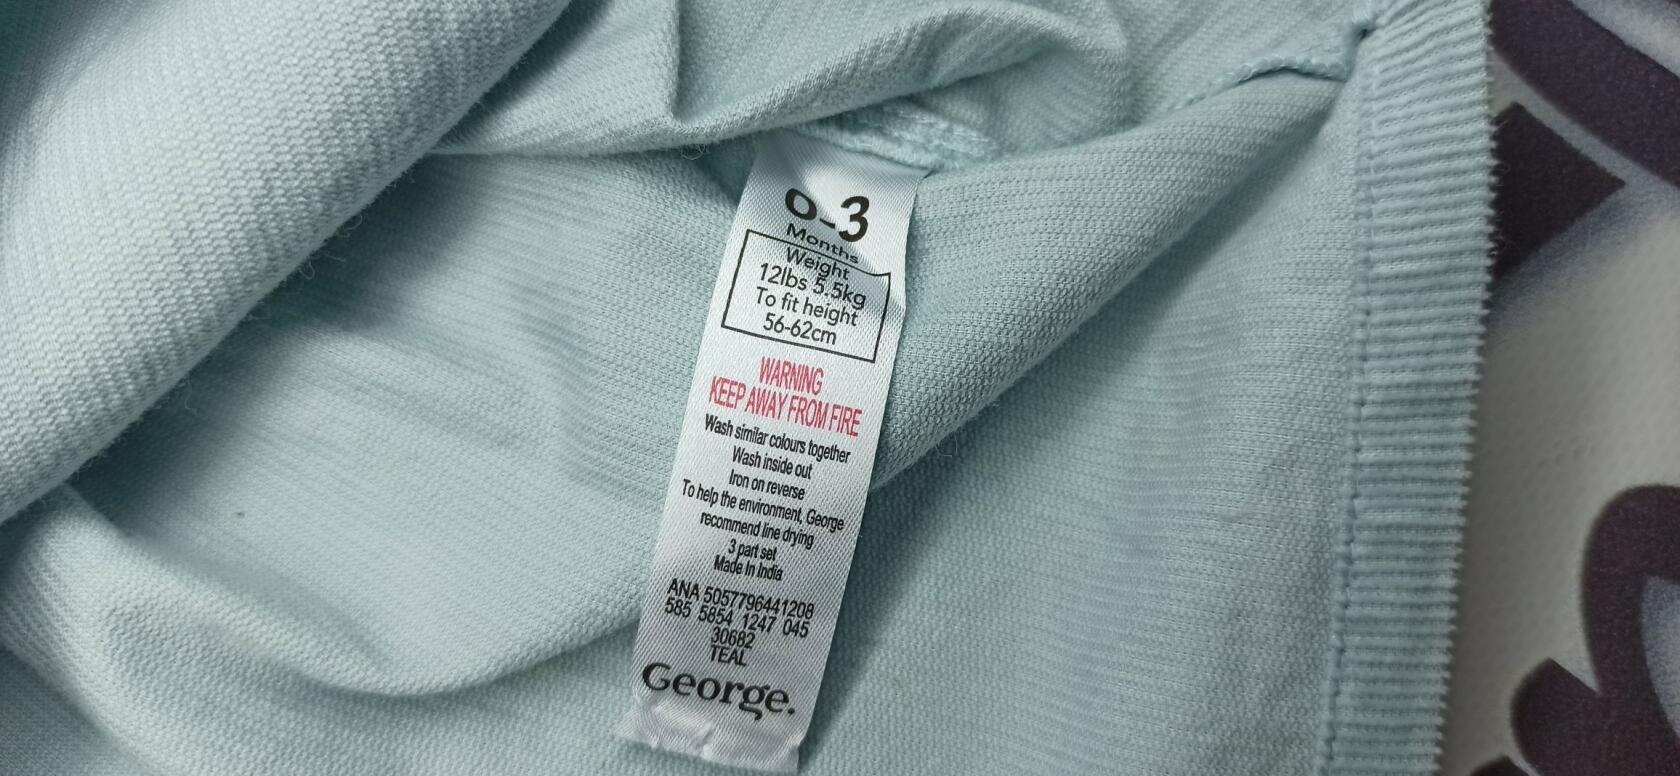 0-3
Months
Weight
12lbs 5.5kg
To fit height
56-62cm
WARNING
KEEP AWAY FROM FIRE
Wash similar colours together
Wash inside out
Iron on reverse
To help the environment, George
recommend line drying
3 part set
Made In India
ANA 5057796441208
585 5854 1247 045
30682
TEAL
George.